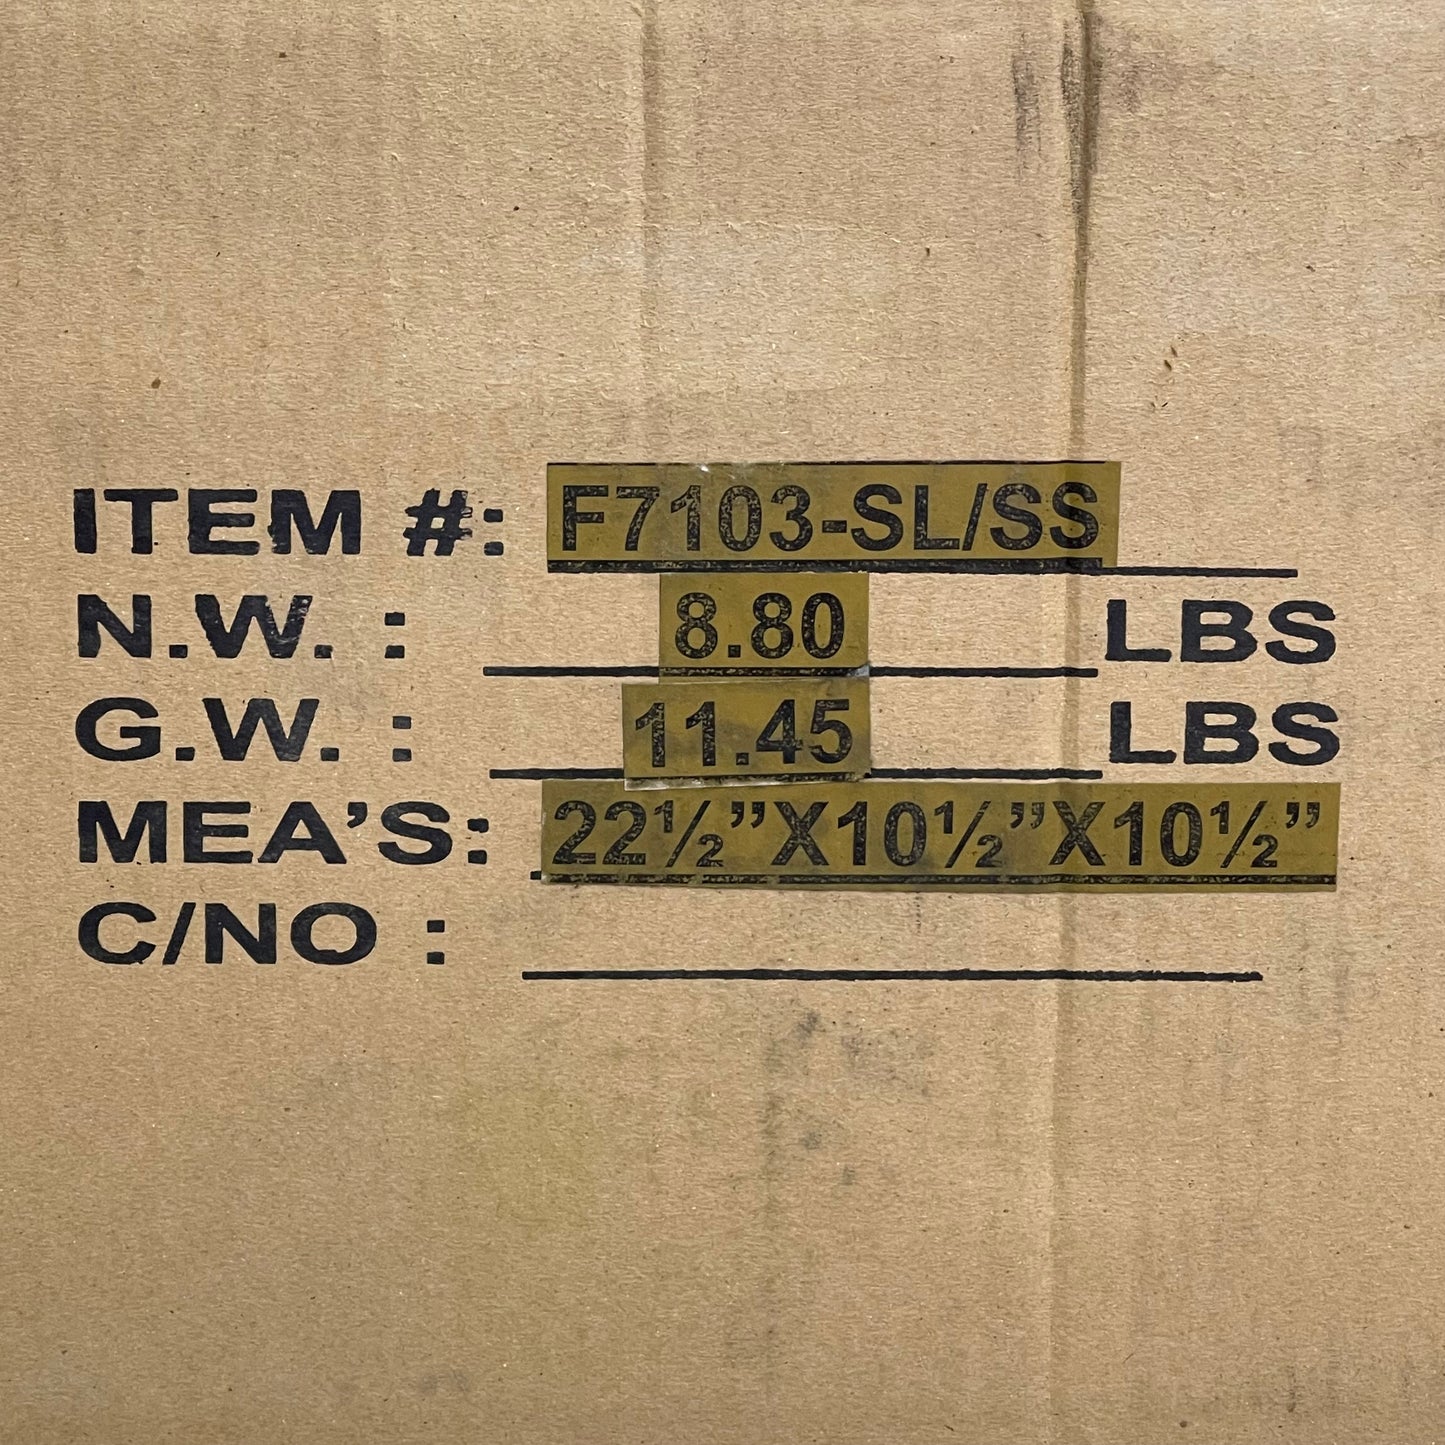 ITEM #: F7103-SL/SS
N.W. : 8.80 LBS
G.W. : 11.45 LBS
MEA’S: 22½”X10½”X10½”
C/NO :